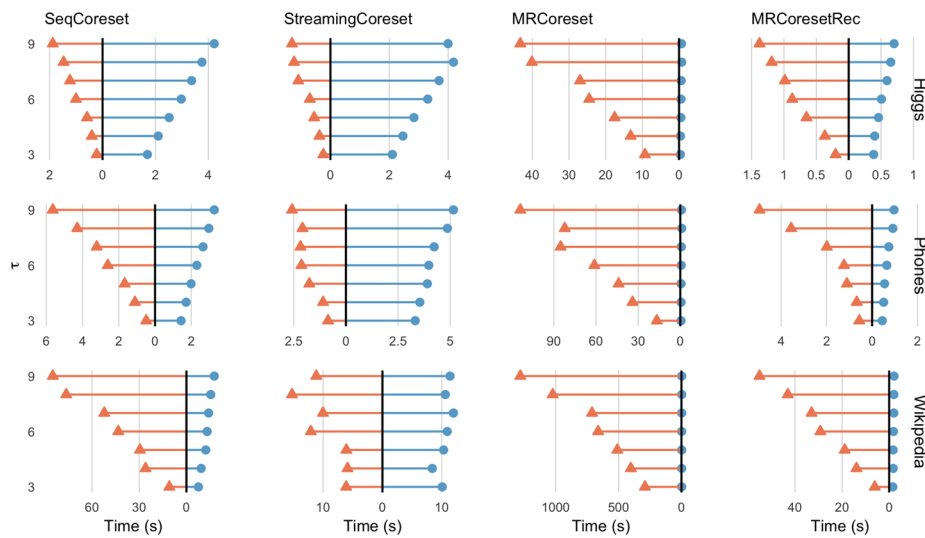 SeqCoreset StreamingCoreset MRCoreset MRCoresetRec
9
6
3
Higgs
2 0 2 4
0 2 4
40 30 20 10 0
1.5 1 0.5 0 0.5 1
9
6
3
τ
Phones
6 4 2 0 2
2.5 0 2.5 5
90 60 30 0
4 2 0 2
9
6
3
Wikipedia
60 30 0
10 0 10
1000 500 0
40 20 0
Time (s) Time (s) Time (s) Time (s)